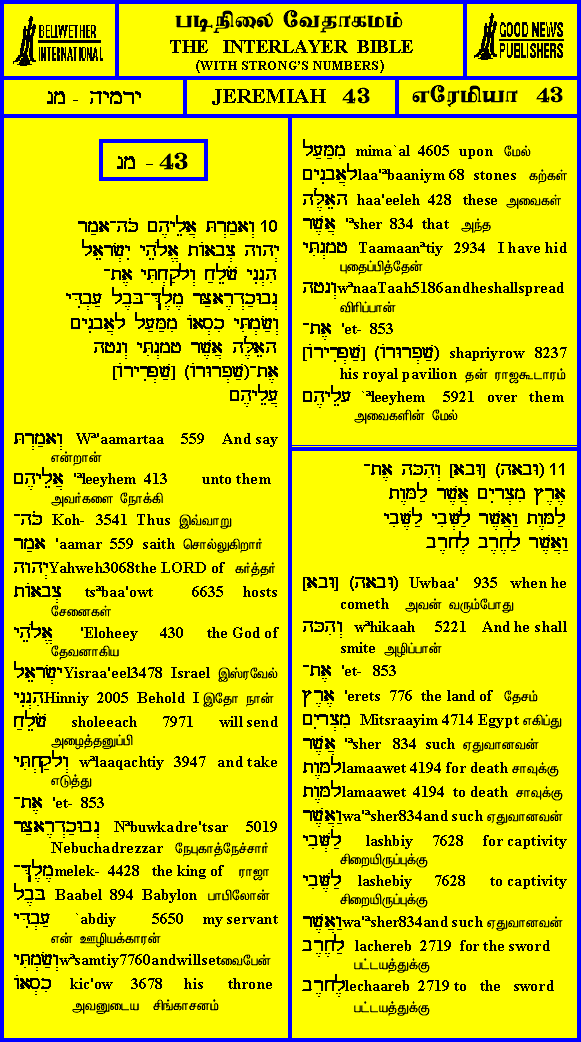 BELLWETHER
INTERNATIONAL
படிநிலை வேதாகமம்
THE INTERLAYER BIBLE
(WITH STRONG'S NUMBERS)
GOOD NEWS
PUBLISHERS
ירמיה - מג
JEREMIAH 43
எரேமியா 43
מג - 43
10 וְאָמַרְתָּ אֲלֵיהֶם כֹּה־אָמַר
יְהוָה צְבָאוֹת אֱלֹהֵי יִשְׂרָאֵל
הִנְנִי שֹׁלֵחַ וְלָקַחְתִּי אֶת־
נְבוּכַדְרֶאצַּר מֶלֶךְ־בָּבֶל עַבְדִּי
וְשַׂמְתִּי כִסְאוֹ מִמַּעַל לָאֲבָנִים
הָאֵלֶּה אֲשֶׁר טָמָנְתִּי וְנָטָה
אֶת־(שַׁפְרוּרוֹ) [שַׁפְרִירוֹ]
עֲלֵיהֶם
וְאָמַרְתָּ Wª'aamartaa 559 And say
என்றான்
אֲלֵיהֶם 'ªleeyhem 413 unto them
அவர்களை நோக்கி
כֹּה־ Koh- 3541 Thus இவ்வாறு
אָמַר 'aamar 559 saith சொல்லுகிறார்
יְהוָה Yahweh3068the LORD of கர்த்தர்
צְבָאוֹת tsªbaa'owt 6635 hosts
சேனைகள்
אֱלֹהֵי 'Eloheey 430 the God of
தேவனாகிய
יִשְׂרָאֵל Yisraa'eel3478 Israel இஸ்ரவேல்
הִנְנִי Hinniy 2005 Behold I இதோ நான்
שֹׁלֵחַ sholeeach 7971 will send
அழைத்தனுப்பி
וְלָקַחְתִּי wªlaaqachtiy 3947 and take
எடுத்து
אֶת־ 'et- 853
נְבוּכַדְרֶאצַּר Nªbuwkadre'tsar 5019
Nebuchadrezzar நேபுகாத்நேச்சார்
מֶלֶךְ־ melek- 4428 the king of ராஜா
בָּבֶל Baabel 894 Babylon பாபிலோன்
עַבְדִּי `abdiy 5650 my servant
என் ஊழியக்காரன்
וְשַׂמְתִּי wªsamtiy7760andwillsetவைபேன்
כִסְאוֹ kic'ow 3678 his throne
அவனுடைய சிங்காசனம்
מִמַּעַל mima`al 4605 upon மேல்
לָאֲבָנִים laa'ªbaaniym 68 stones கற்கள்
הָאֵלֶּה haa'eeleh 428 these அவைகள்
אֲשֶׁר 'ªsher 834 that அந்த
טָמָנְתִּי Taamaanªtiy 2934 I have hid
புதைப்பித்தேன்
וְנָטָה wªnaaTaah5186andheshallspread
விரிப்பான்
אֶת־ 'et- 853
(שַׁפְרוּרוֹ) [שַׁפְרִירוֹ] shapriyrow 8237
his royal pavilion தன் ராஜகூடாரம்
עֲלֵיהֶם `ªleeyhem 5921 over them
அவைகளின் மேல்
11 (ובאה) [וּבָא] וְהִכָּה אֶת־
אֶרֶץ מִצְרָיִם אֲשֶׁר לַמָּוֶת
לַמָּוֶת וַאֲשֶׁר לַשְּׁבִי לַשֶּׁבִי
וַאֲשֶׁר לַחֶרֶב לֶחָרֶב
(ובאה) [וּבָא] Uwbaa' 935 when he
cometh அவன் வரும்போது
וְהִכָּה wªhikaah 5221 And he shall
smite அழிப்பான்
אֶת־ 'et- 853
אֶרֶץ 'erets 776 the land of தேசம்
מִצְרָיִם Mitsraayim 4714 Egypt எகிப்து
אֲשֶׁר 'ªsher 834 such ஏதுவானவன்
לַמָּוֶת lamaawet 4194 for death சாவுக்கு
לַמָּוֶת lamaawet 4194 to death சாவுக்கு
וַאֲשֶׁר wa'ªsher834and such ஏதுவானவன்
לַשְּׁבִי lashbiy 7628 for captivity
சிறையிருப்புக்கு
לַשֶּׁבִי lashebiy 7628 to captivity
சிறையிருப்புக்கு
וַאֲשֶׁר wa'ªsher834and such ஏதுவானவன்
לַחֶרֶב lachereb 2719 for the sword
பட்டயத்துக்கு
לֶחָרֶב lechaareb 2719 to the sword
பட்டயத்துக்கு